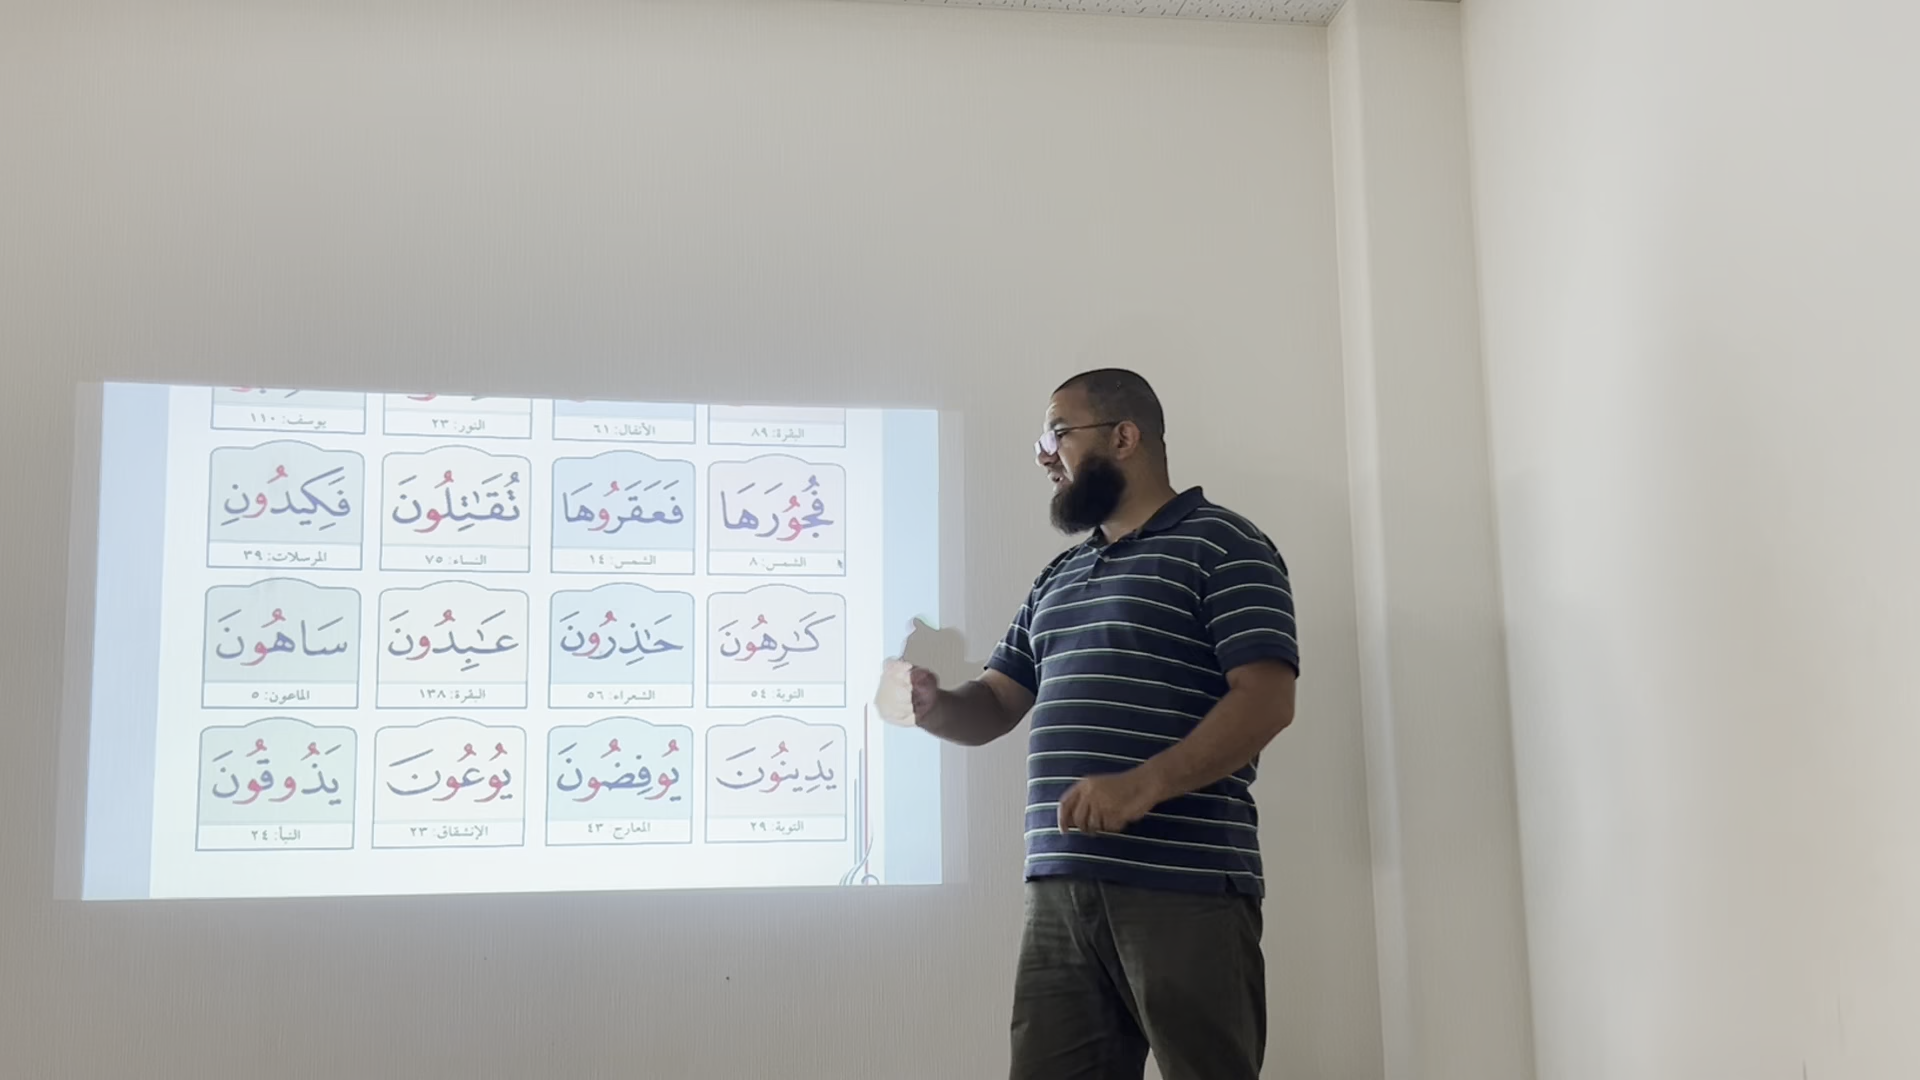 البقرة: ٨٩ الأنفال: ٦١ النور: ٢٣ يوسف: ١١٠
فُجُورَهَا فَعَقَرُوهَا تُقَـٰتِلُونَ فَكِيدُونِ
الشمس: ٨ الشمس: ١٤ النساء: ٧٥ المرسلات: ٣٩
كَـٰرِهُونَ حَـٰذِرُونَ عَـٰبِدُونَ سَاهُونَ
التوبة: ٥٤ الشعراء: ٥٦ البقرة: ١٣٨ الماعون: ٥
يَدِينُونَ يُوفِضُونَ يُوعُونَ يَذُوقُونَ
التوبة: ٢٩ المعارج: ٤٣ الإنشقاق: ٢٣ النبأ: ٢٤